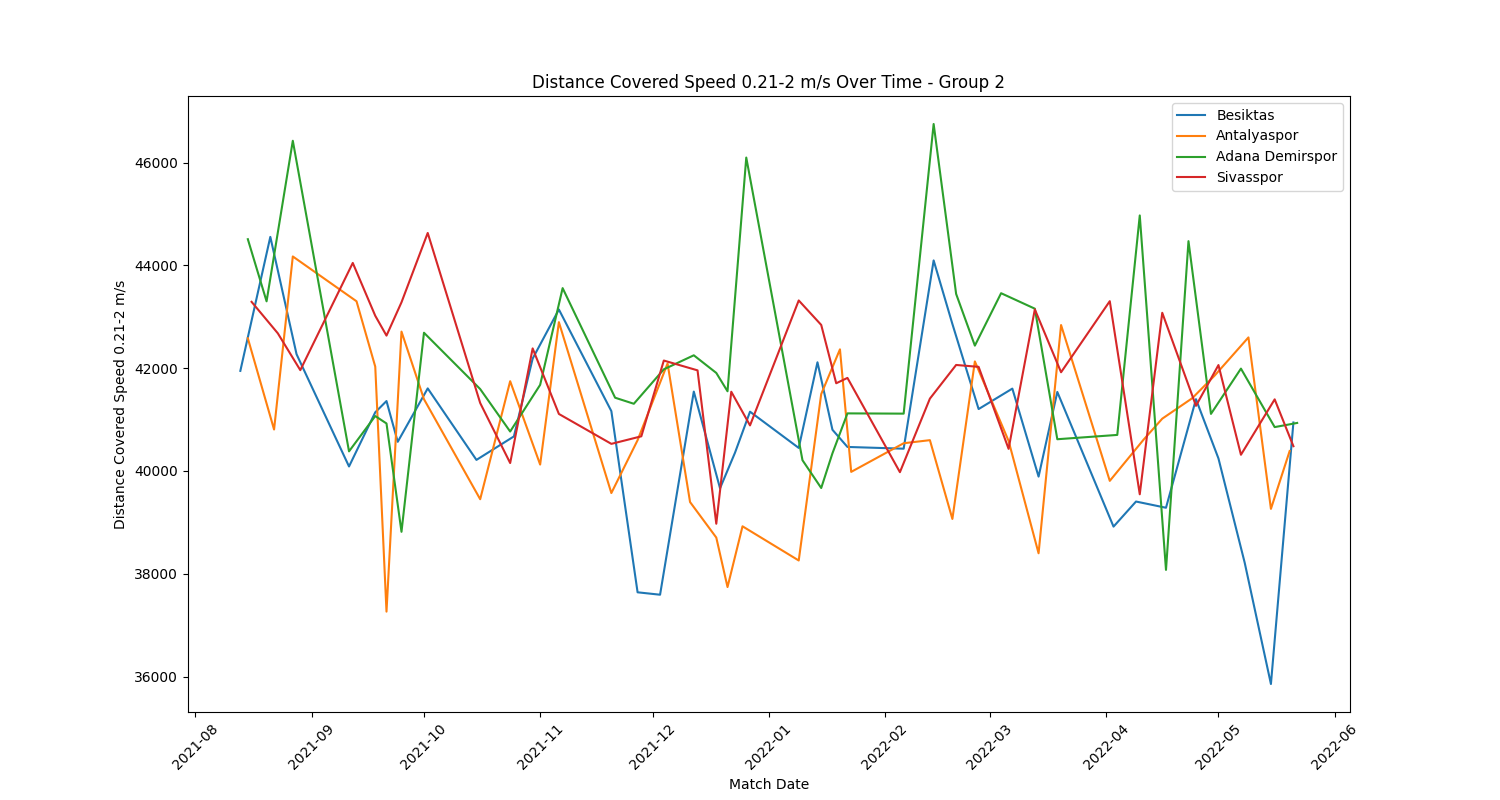 Distance Covered Speed 0.21-2 m/s Over Time - Group 2
Besiktas
Antalyaspor
Adana Demirspor
Sivasspor
Distance Covered Speed 0.21-2 m/s
46000
44000
42000
40000
38000
36000
2021-08
2021-09
2021-10
2021-11
2021-12
2022-01
2022-02
2022-03
2022-04
2022-05
2022-06
Match Date